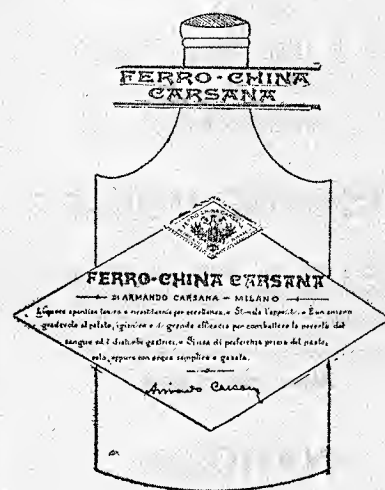 FERRO-CHINA
CARSANA
FERRO-CHINA CARSANA
DI ARMANDO CARSANA - MILANO
Liquore aperitivo tonico e ricostituente per eccellenza. - Stimola l'appetito. - È un amaro
gradevole al palato, igienico e di grande efficacia per combattere la povertà del
sangue ed i disturbi gastrici. - Si usa di preferenza prima del pasto,
solo, oppure con acqua semplice o gasata.
Armando Carsana